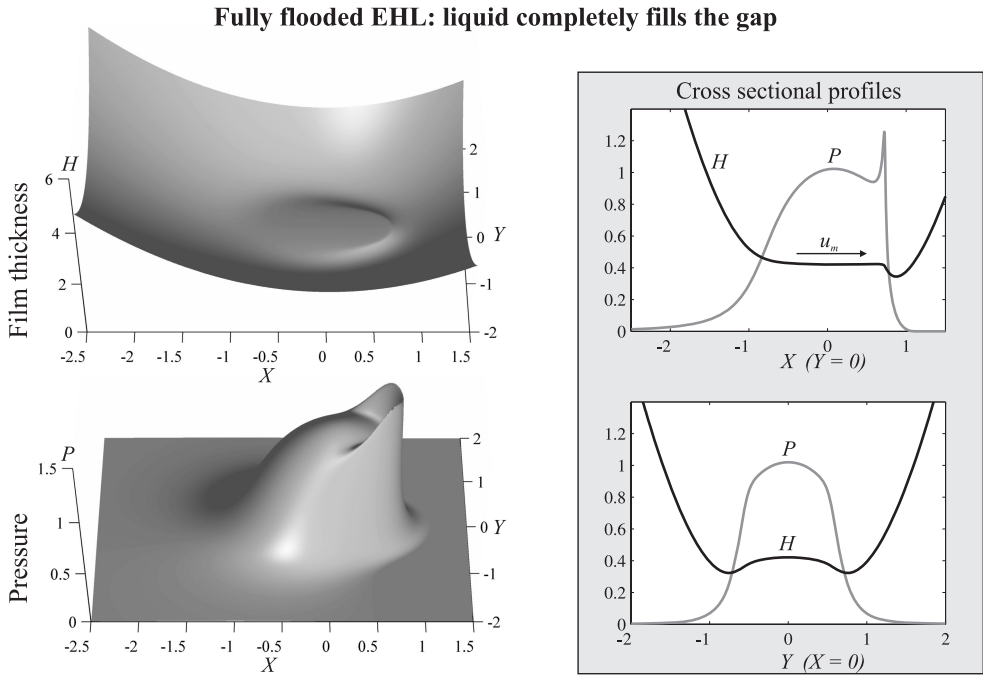 Fully flooded EHL: liquid completely fills the gap
Film thickness
H
6
4
2
0
-2.5 -2 -1.5 -1 -0.5 0 0.5 1 1.5
X
2
1
0 Y
-1
-2
Pressure
P
1.5
1
0.5
0
-2.5 -2 -1.5 -1 -0.5 0 0.5 1 1.5
X
2
1
0 Y
-1
-2
Cross sectional profiles
1.2
1
0.8
0.6
0.4
0.2
0
H
P
u_m
-2 -1 0 1
X (Y = 0)
1.2
1
0.8
0.6
0.4
0.2
0
P
H
-2 -1 0 1 2
Y (X = 0)